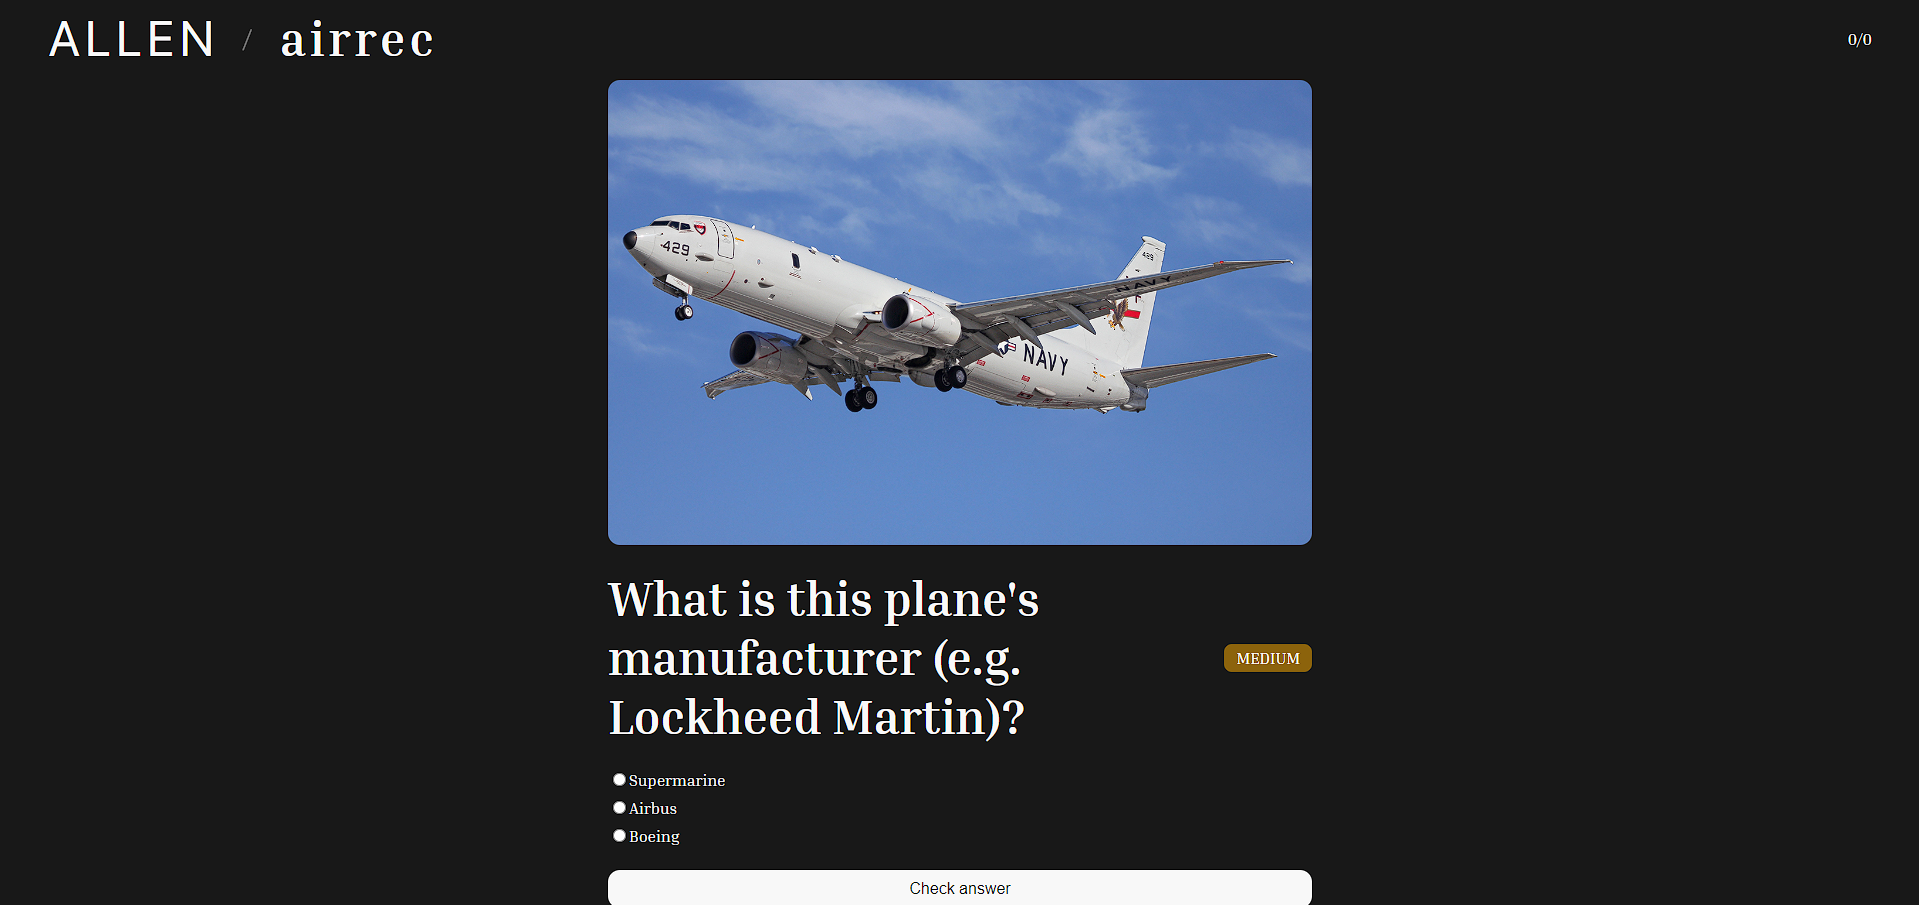 ALLEN / airrec
0/0
429
429
NAVY
NAVY
What is this plane's
manufacturer (e.g.
Lockheed Martin)?
MEDIUM
Supermarine
Airbus
Boeing
Check answer